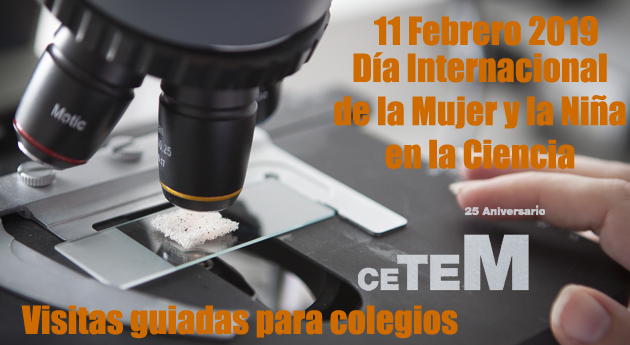 11 Febrero 2019
Día Internacional
de la Mujer y la Niña
en la Ciencia
25 Aniversario
CETEM
Visitas guiadas para colegios
Motic